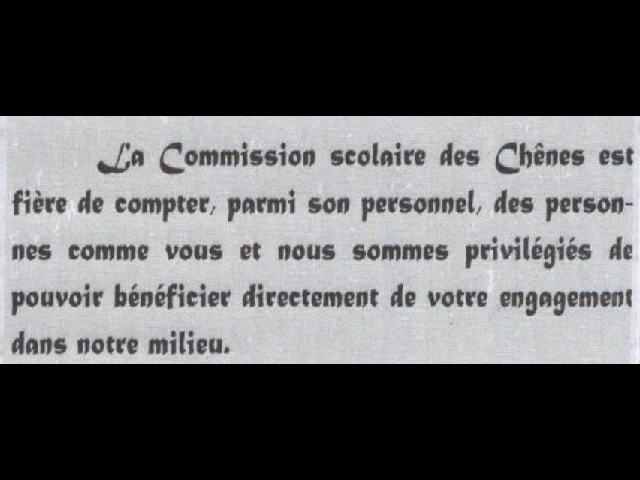 La Commission scolaire des Chênes est
fière de compter, parmi son personnel, des person-
nes comme vous et nous sommes privilégiés de
pouvoir bénéficier directement de votre engagement
dans notre milieu.